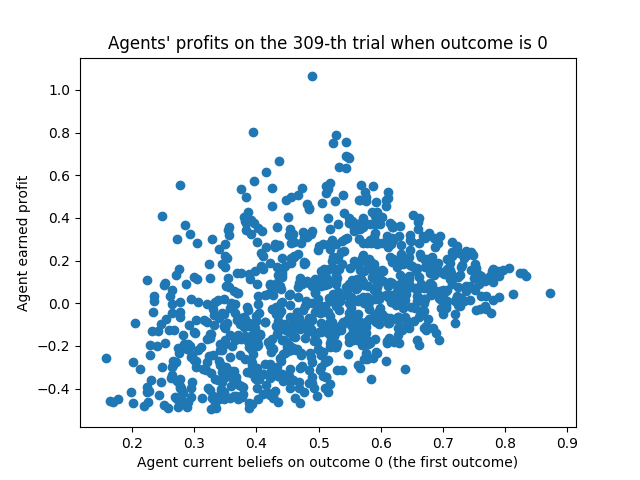 Agents' profits on the 309-th trial when outcome is 0
1.0
0.8
0.6
0.4
0.2
0.0
−0.2
−0.4
Agent earned profit
0.2 0.3 0.4 0.5 0.6 0.7 0.8 0.9
Agent current beliefs on outcome 0 (the first outcome)